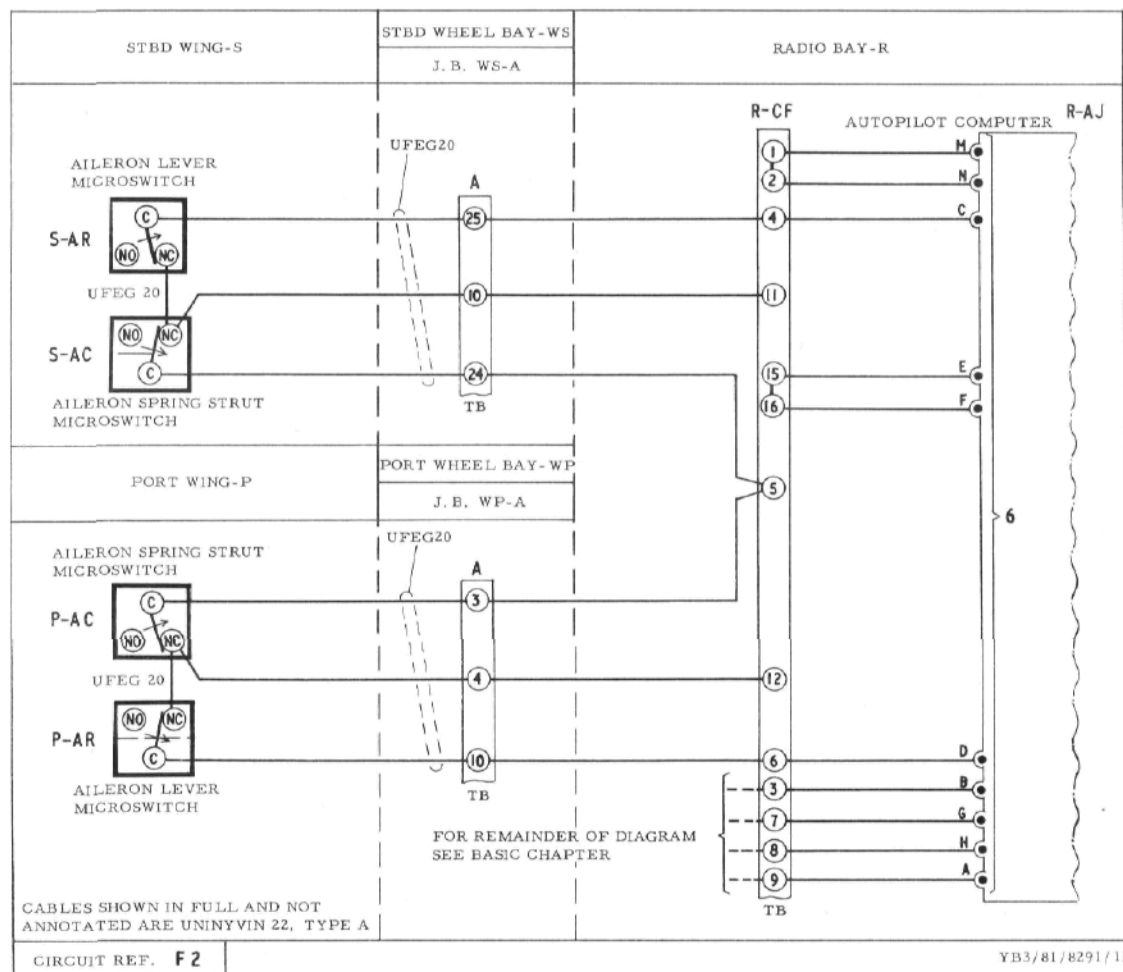 STBD WING-S
STBD WHEEL BAY-WS
J. B. WS-A
RADIO BAY-R
R-CF
AUTOPILOT COMPUTER
R-AJ
UFEG20
AILERON LEVER
MICROSWITCH
A
1
M
2
N
S-AR
C
NO
NC
25
4
C
UFEG 20
10
11
S-AC
NO
NC
C
24
15
E
16
F
TB
AILERON SPRING STRUT
MICROSWITCH
PORT WING-P
PORT WHEEL BAY-WP
J. B. WP-A
5
6
UFEG20
AILERON SPRING STRUT
MICROSWITCH
A
P-AC
C
NO
NC
3
UFEG 20
4
12
P-AR
NO
NC
C
10
6
D
TB
AILERON LEVER
MICROSWITCH
3
B
7
G
8
H
9
A
TB
FOR REMAINDER OF DIAGRAM
SEE BASIC CHAPTER
CABLES SHOWN IN FULL AND NOT
ANNOTATED ARE UNINYVIN 22, TYPE A
CIRCUIT REF. F 2
YB3/81/8291/1